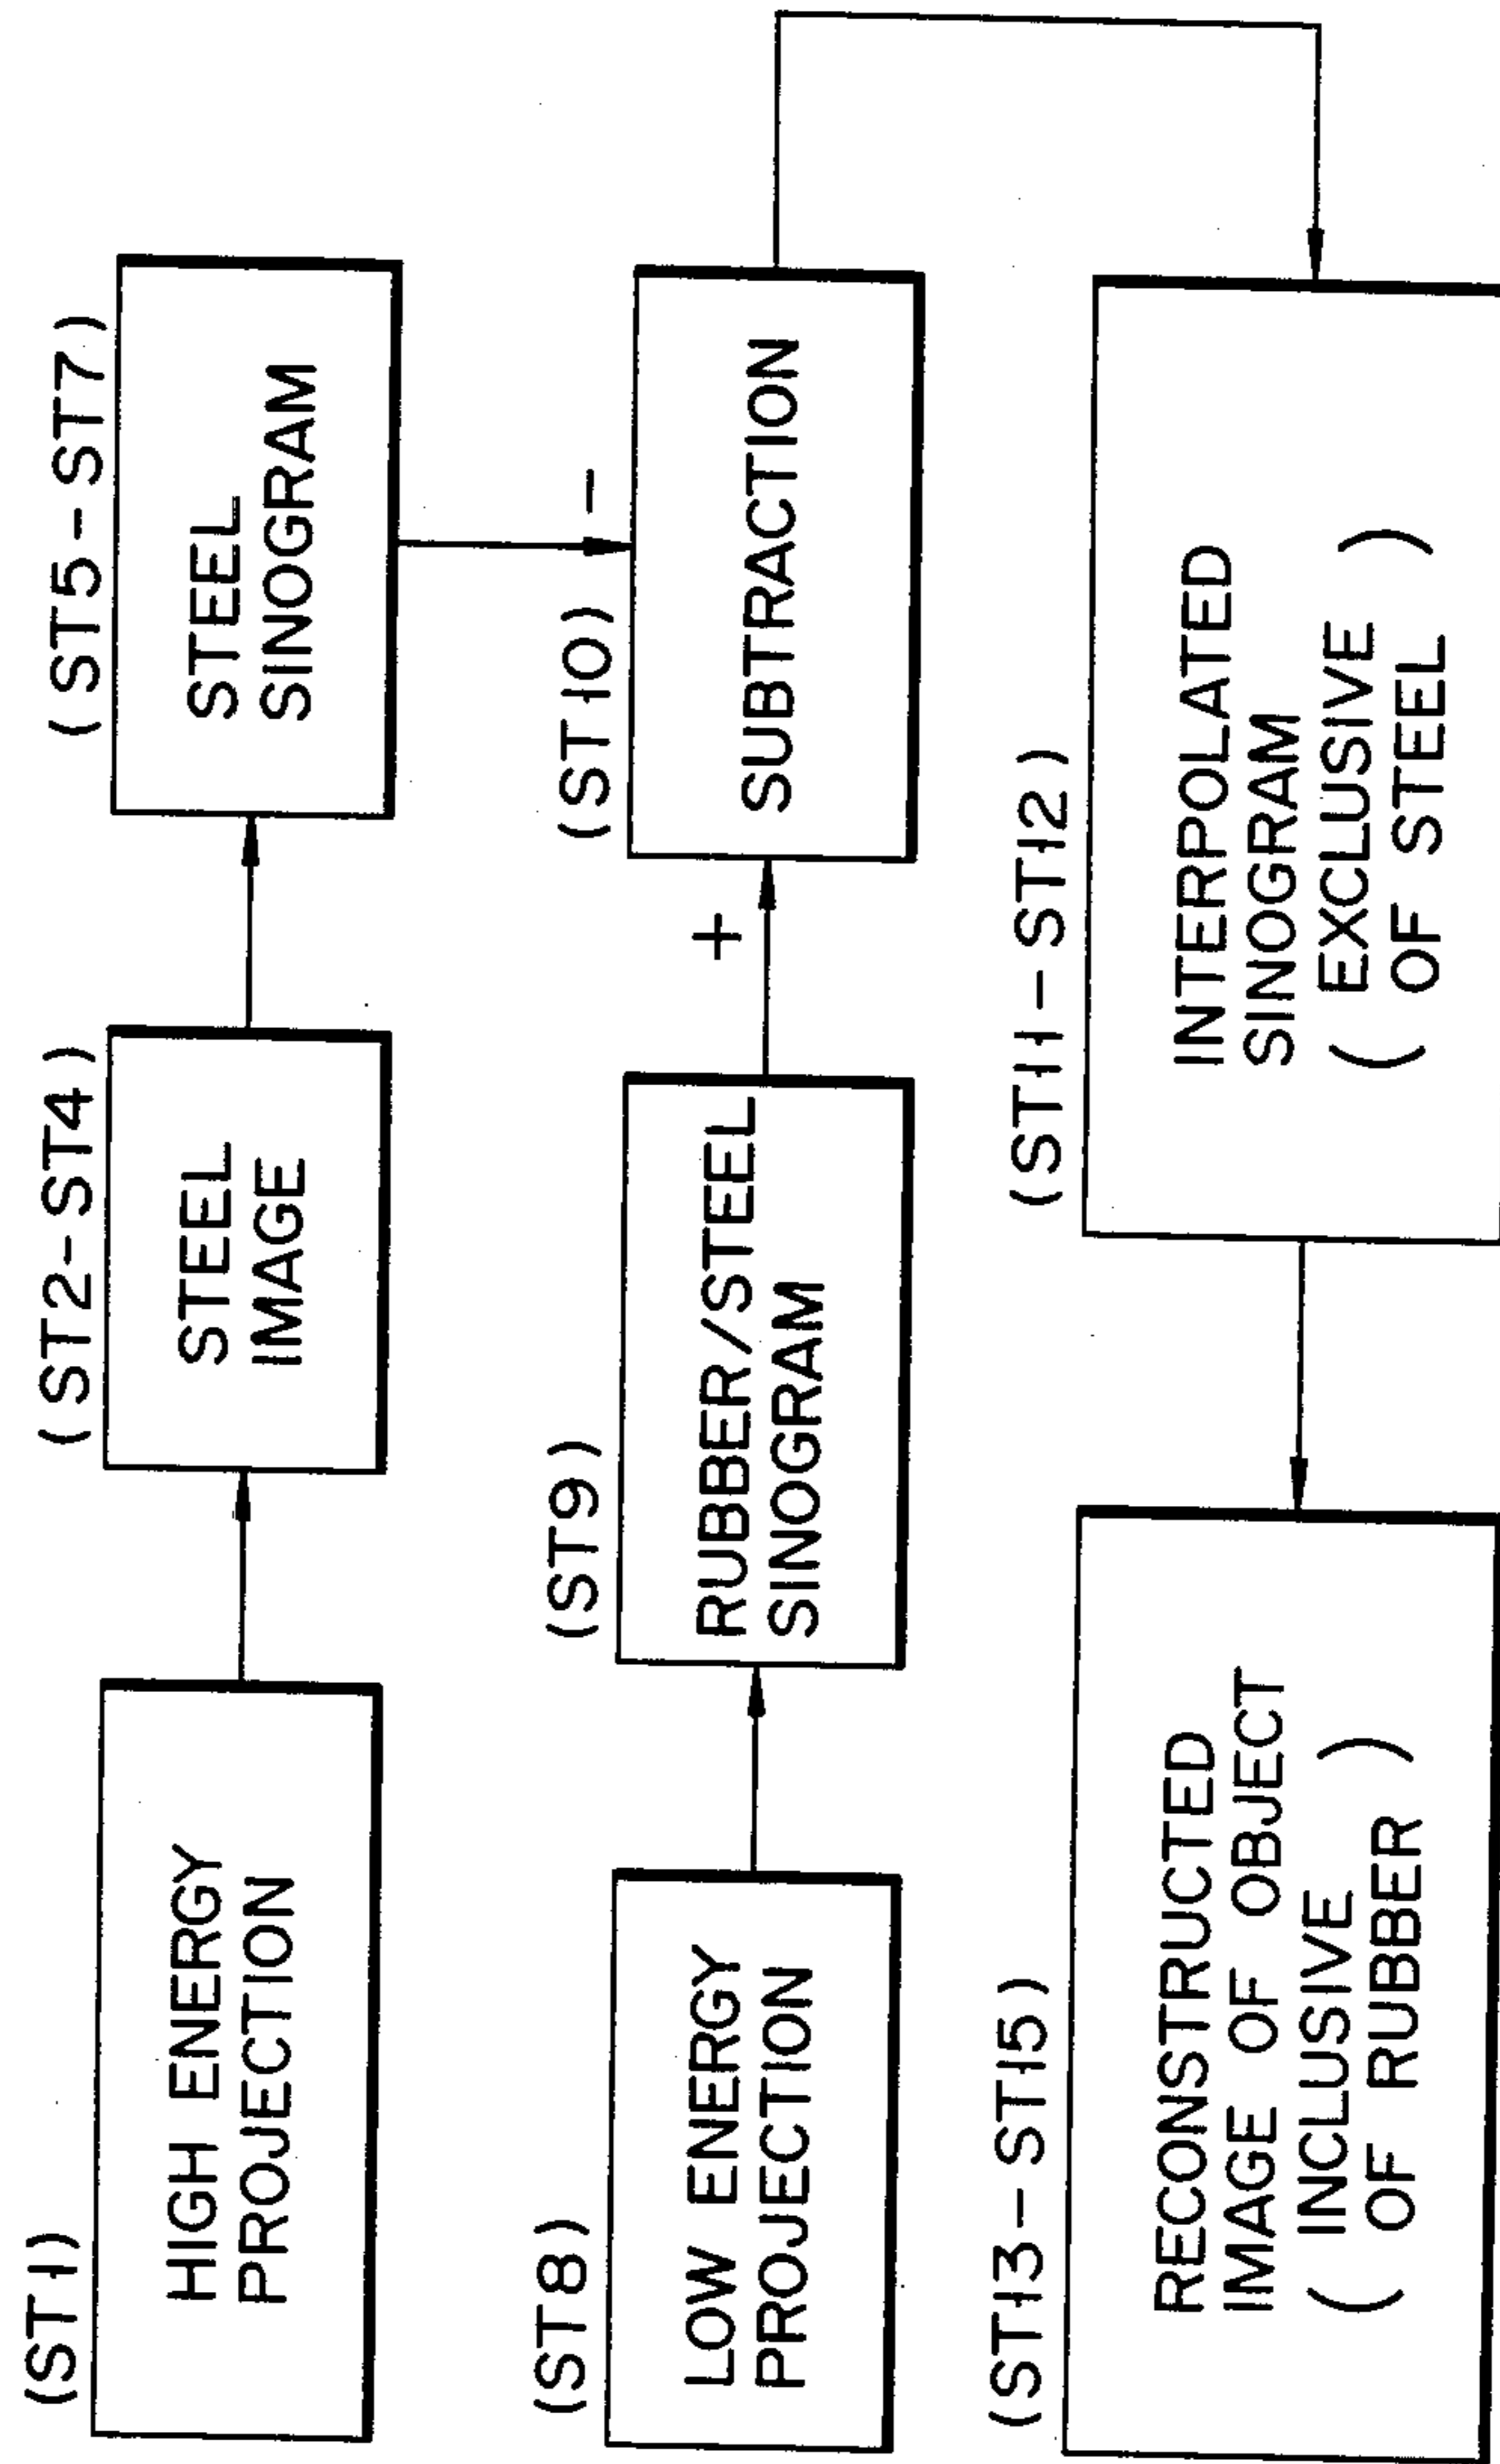 (ST1)
HIGH ENERGY
PROJECTION
(ST2-ST4)
STEEL
IMAGE
(ST5-ST7)
STEEL
SINOGRAM
(ST8)
LOW ENERGY
PROJECTION
(ST9)
RUBBER/STEEL
SINOGRAM
+
(ST10)
-
SUBTRACTION
(ST11-ST12)
INTERPOLATED
SINOGRAM
( EXCLUSIVE )
( OF STEEL )
(ST13-ST15)
RECONSTRUCTED
IMAGE OF OBJECT
( INCLUSIVE )
( OF RUBBER )